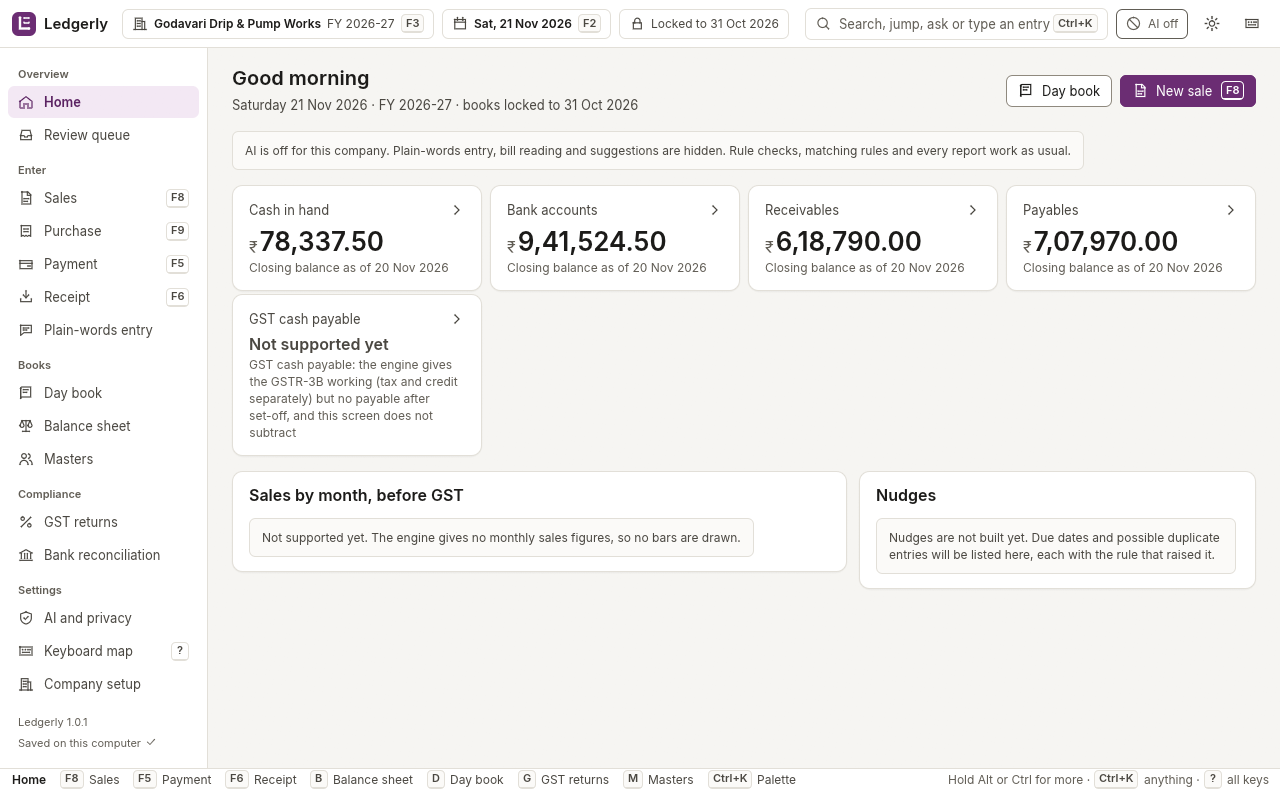 Ledgerly
Godavari Drip & Pump Works FY 2026-27 F3
Sat, 21 Nov 2026 F2
Locked to 31 Oct 2026
Search, jump, ask or type an entry Ctrl+K
AI off
Overview
Home
Review queue
Enter
Sales F8
Purchase F9
Payment F5
Receipt F6
Plain-words entry
Books
Day book
Balance sheet
Masters
Compliance
GST returns
Bank reconciliation
Settings
AI and privacy
Keyboard map ?
Company setup
Ledgerly 1.0.1
Saved on this computer
Good morning
Saturday 21 Nov 2026 · FY 2026-27 · books locked to 31 Oct 2026
Day book
New sale F8
AI is off for this company. Plain-words entry, bill reading and suggestions are hidden. Rule checks, matching rules and every report work as usual.
Cash in hand
₹78,337.50
Closing balance as of 20 Nov 2026
Bank accounts
₹9,41,524.50
Closing balance as of 20 Nov 2026
Receivables
₹6,18,790.00
Closing balance as of 20 Nov 2026
Payables
₹7,07,970.00
Closing balance as of 20 Nov 2026
GST cash payable
Not supported yet
GST cash payable: the engine gives
the GSTR-3B working (tax and credit
separately) but no payable after
set-off, and this screen does not
subtract
Sales by month, before GST
Not supported yet. The engine gives no monthly sales figures, so no bars are drawn.
Nudges
Nudges are not built yet. Due dates and possible duplicate
entries will be listed here, each with the rule that raised it.
Home F8 Sales F5 Payment F6 Receipt B Balance sheet D Day book G GST returns M Masters Ctrl+K Palette
Hold Alt or Ctrl for more · Ctrl+K anything · ? all keys